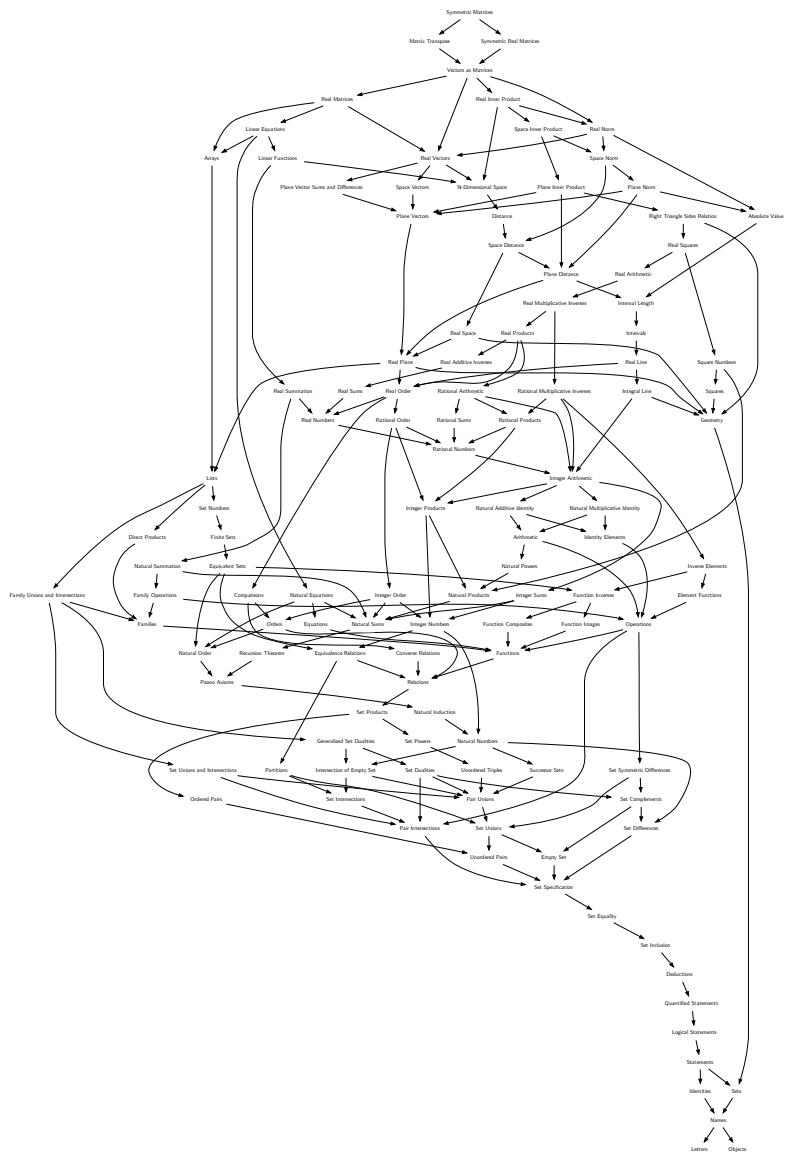 Symmetric Matrices
Matrix Transpose
Symmetric Real Matrices
Vectors as Matrices
Real Matrices
Real Inner Product
Linear Equations
Space Inner Product
Real Norm
Arrays
Linear Functions
Real Vectors
Space Norm
Plane Vector Sums and Differences
Space Vectors
N-Dimensional Space
Plane Inner Product
Plane Norm
Plane Vectors
Distance
Right Triangle Sides Relation
Absolute Value
Space Distance
Real Squares
Plane Distance
Real Arithmetic
Real Multiplicative Inverses
Interval Length
Real Space
Real Products
Intervals
Real Plane
Real Additive Inverses
Real Line
Square Numbers
Real Summation
Real Sums
Real Order
Rational Arithmetic
Rational Multiplicative Inverses
Integral Line
Squares
Real Numbers
Rational Order
Rational Sums
Rational Products
Geometry
Rational Numbers
Lists
Integer Arithmetic
Set Numbers
Integer Products
Natural Additive Identity
Natural Multiplicative Identity
Direct Products
Finite Sets
Arithmetic
Identity Elements
Natural Summation
Equivalent Sets
Natural Powers
Inverse Elements
Family Unions and Intersections
Family Operations
Comparisons
Natural Equations
Integer Order
Natural Products
Integer Sums
Function Inverses
Element Functions
Families
Orders
Equations
Natural Sums
Integer Numbers
Function Composites
Function Images
Operations
Natural Order
Recursion Theorem
Equivalence Relations
Converse Relations
Functions
Peano Axioms
Relations
Set Products
Natural Induction
Generalized Set Dualities
Set Powers
Natural Numbers
Set Unions and Intersections
Partitions
Intersection of Empty Set
Set Dualities
Unordered Triples
Successor Sets
Set Symmetric Differences
Ordered Pairs
Set Intersections
Pair Unions
Set Complements
Pair Intersections
Set Unions
Set Differences
Unordered Pairs
Empty Set
Set Specification
Set Equality
Set Inclusion
Deductions
Quantified Statements
Logical Statements
Statements
Identities
Sets
Names
Letters
Objects